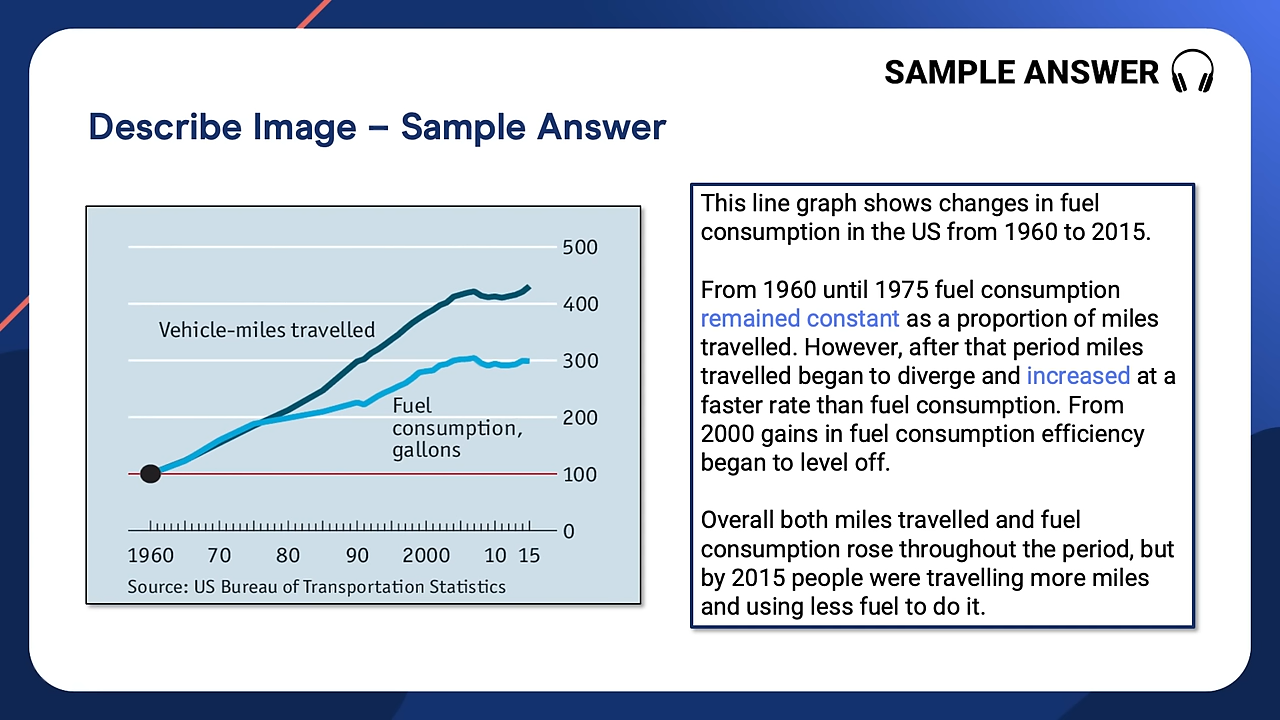 SAMPLE ANSWER
Describe Image – Sample Answer
500
400
300
200
100
0
Vehicle-miles travelled
Fuel
consumption,
gallons
1960 70 80 90 2000 10 15
Source: US Bureau of Transportation Statistics
This line graph shows changes in fuel
consumption in the US from 1960 to 2015.
From 1960 until 1975 fuel consumption
remained constant as a proportion of miles
travelled. However, after that period miles
travelled began to diverge and increased at a
faster rate than fuel consumption. From
2000 gains in fuel consumption efficiency
began to level off.
Overall both miles travelled and fuel
consumption rose throughout the period, but
by 2015 people were travelling more miles
and using less fuel to do it.